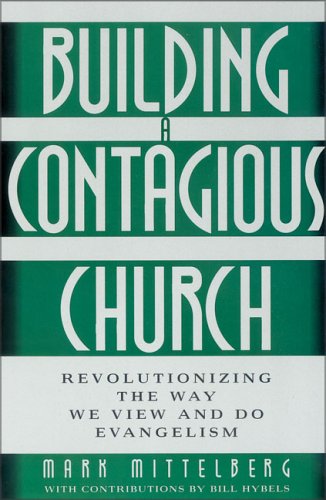 BUILDING
A
CONTAGIOUS
CHURCH
REVOLUTIONIZING
THE WAY
WE VIEW AND DO
EVANGELISM
MARK MITTELBERG
WITH CONTRIBUTIONS BY BILL HYBELS